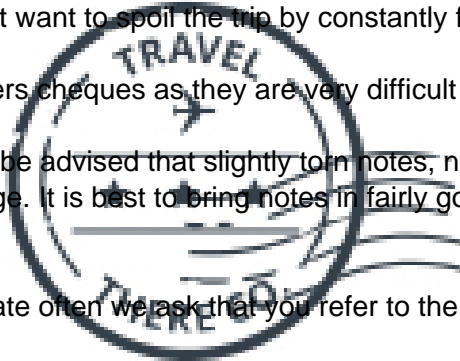 t want to spoil the trip by constantly f
TRAVEL
ers cheques as they are very difficult
be advised that slightly torn notes, n
ge. It is best to bring notes in fairly go
ate often we ask that you refer to the
THERE